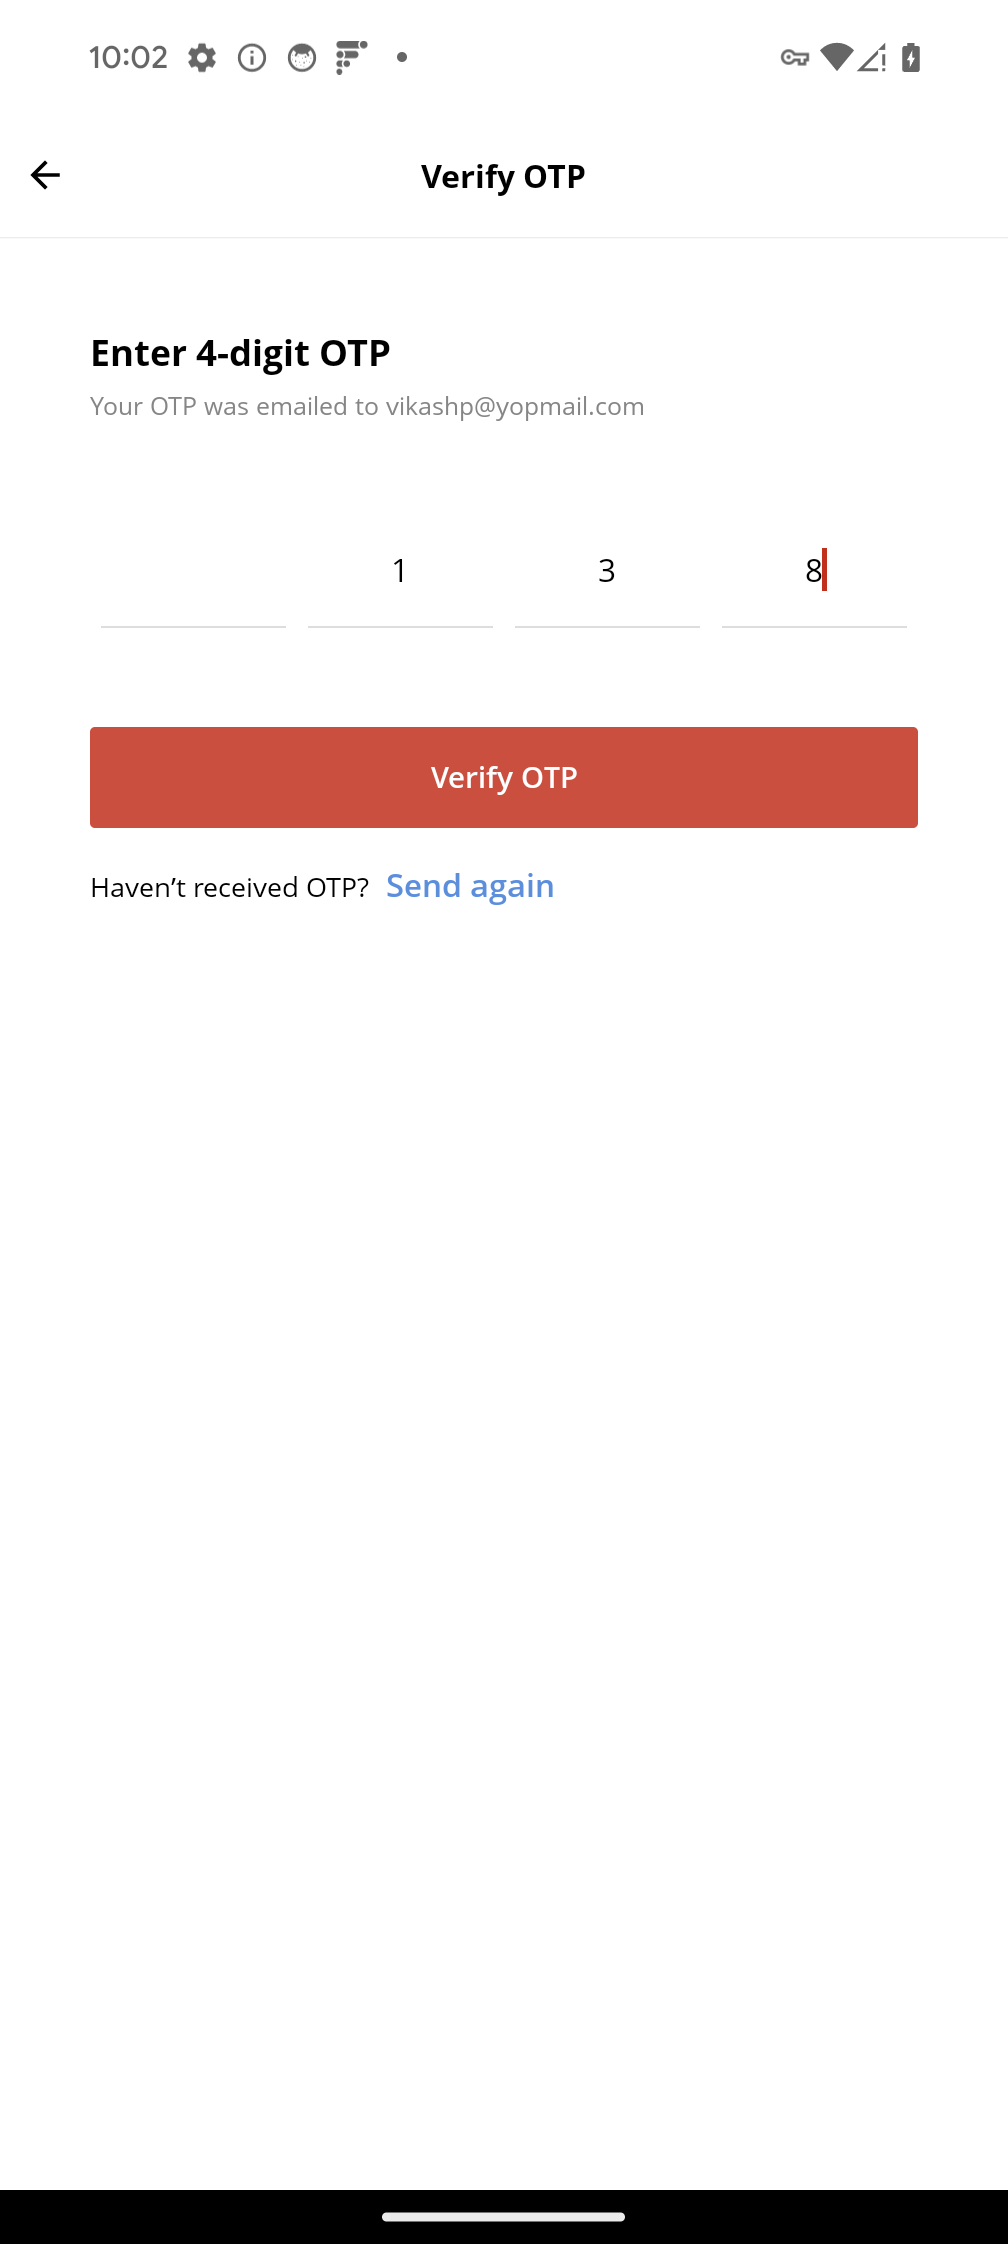 10:02
Verify OTP
Enter 4-digit OTP
Your OTP was emailed to vikashp@yopmail.com
1 3 8
Verify OTP
Haven’t received OTP? Send again